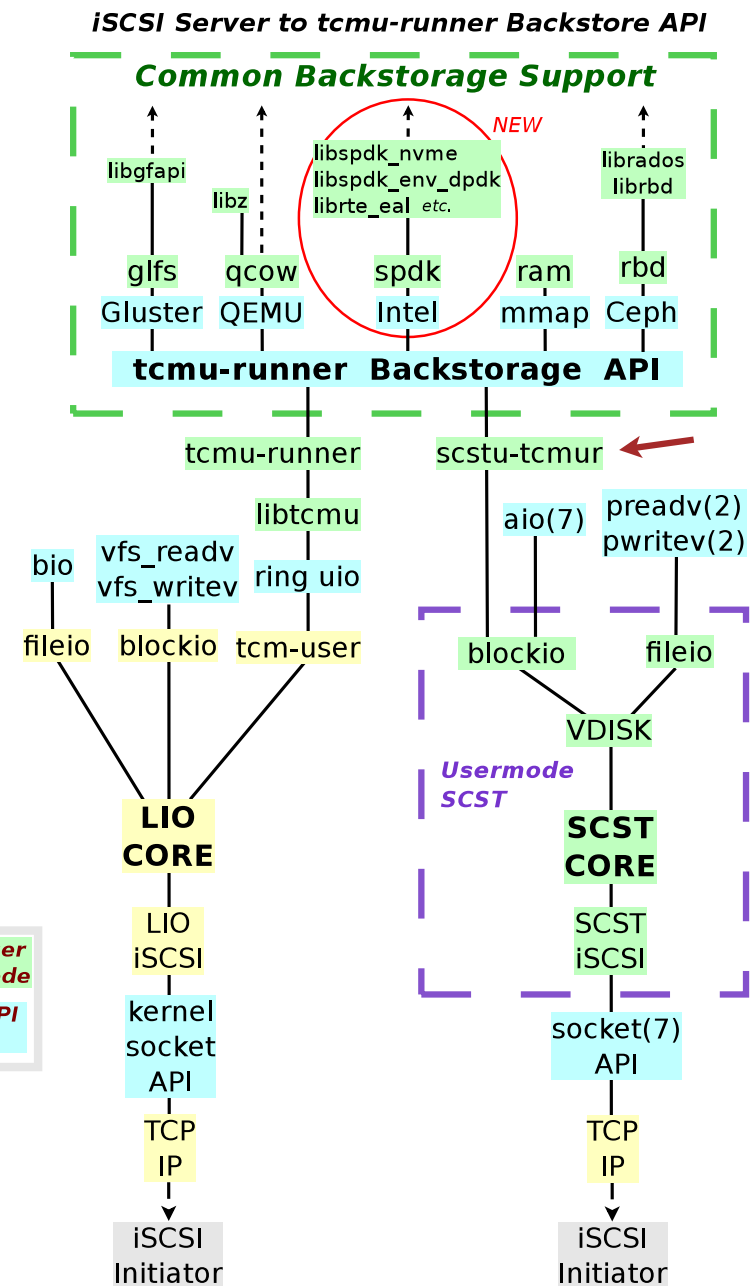 iSCSI Server to tcmu-runner Backstore API
Common Backstorage Support
NEW
libgfapi
libz
libspdk_nvme
libspdk_env_dpdk
librte_eal etc.
librados
librbd
glfs
qcow
spdk
ram
rbd
Gluster
QEMU
Intel
mmap
Ceph
tcmu-runner Backstorage API
tcmu-runner
scstu-tcmur
libtcmu
aio(7)
preadv(2)
pwritev(2)
bio
vfs_readv
vfs_writev
ring uio
fileio
blockio
tcm-user
blockio
fileio
VDISK
Usermode
SCST
LIO
CORE
SCST
CORE
LIO
iSCSI
SCST
iSCSI
kernel
socket
API
socket(7)
API
TCP
IP
TCP
IP
iSCSI
Initiator
iSCSI
Initiator